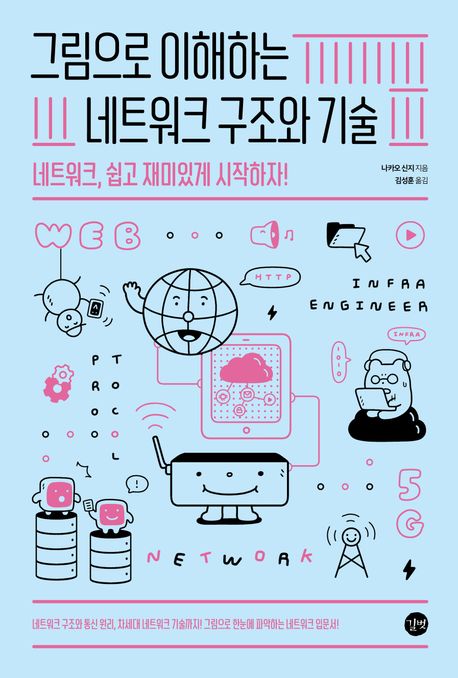 그림으로 이해하는
네트워크 구조와 기술
네트워크, 쉽고 재미있게 시작하자!
나카오 신지 지음
김성훈 옮김
WEB
HTTP
INFRA
ENGINEER
INFRA
PROTOCOL
5G
NETWORK
네트워크 구조와 통신 원리, 차세대 네트워크 기술까지! 그림으로 한눈에 파악하는 네트워크 입문서!
길벗